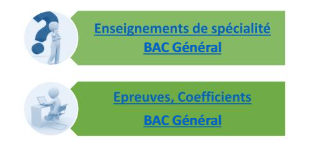 Enseignements de spécialité
BAC Général
Epreuves, Coefficients
BAC Général